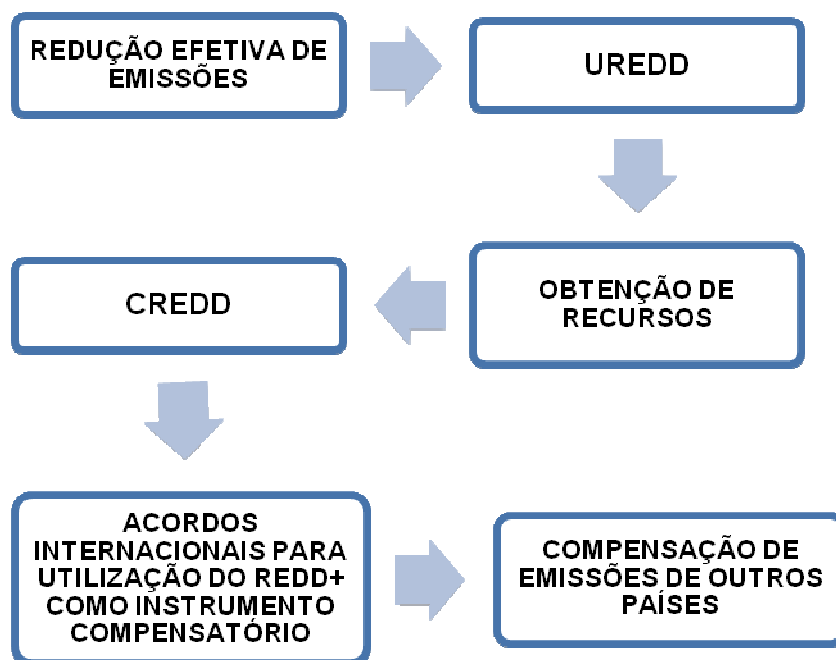 REDUÇÃO EFETIVA DE
EMISSÕES
UREDD
OBTENÇÃO DE
RECURSOS
CREDD
ACORDOS
INTERNACIONAIS PARA
UTILIZAÇÃO DO REDD+
COMO INSTRUMENTO
COMPENSATÓRIO
COMPENSAÇÃO DE
EMISSÕES DE OUTROS
PAÍSES